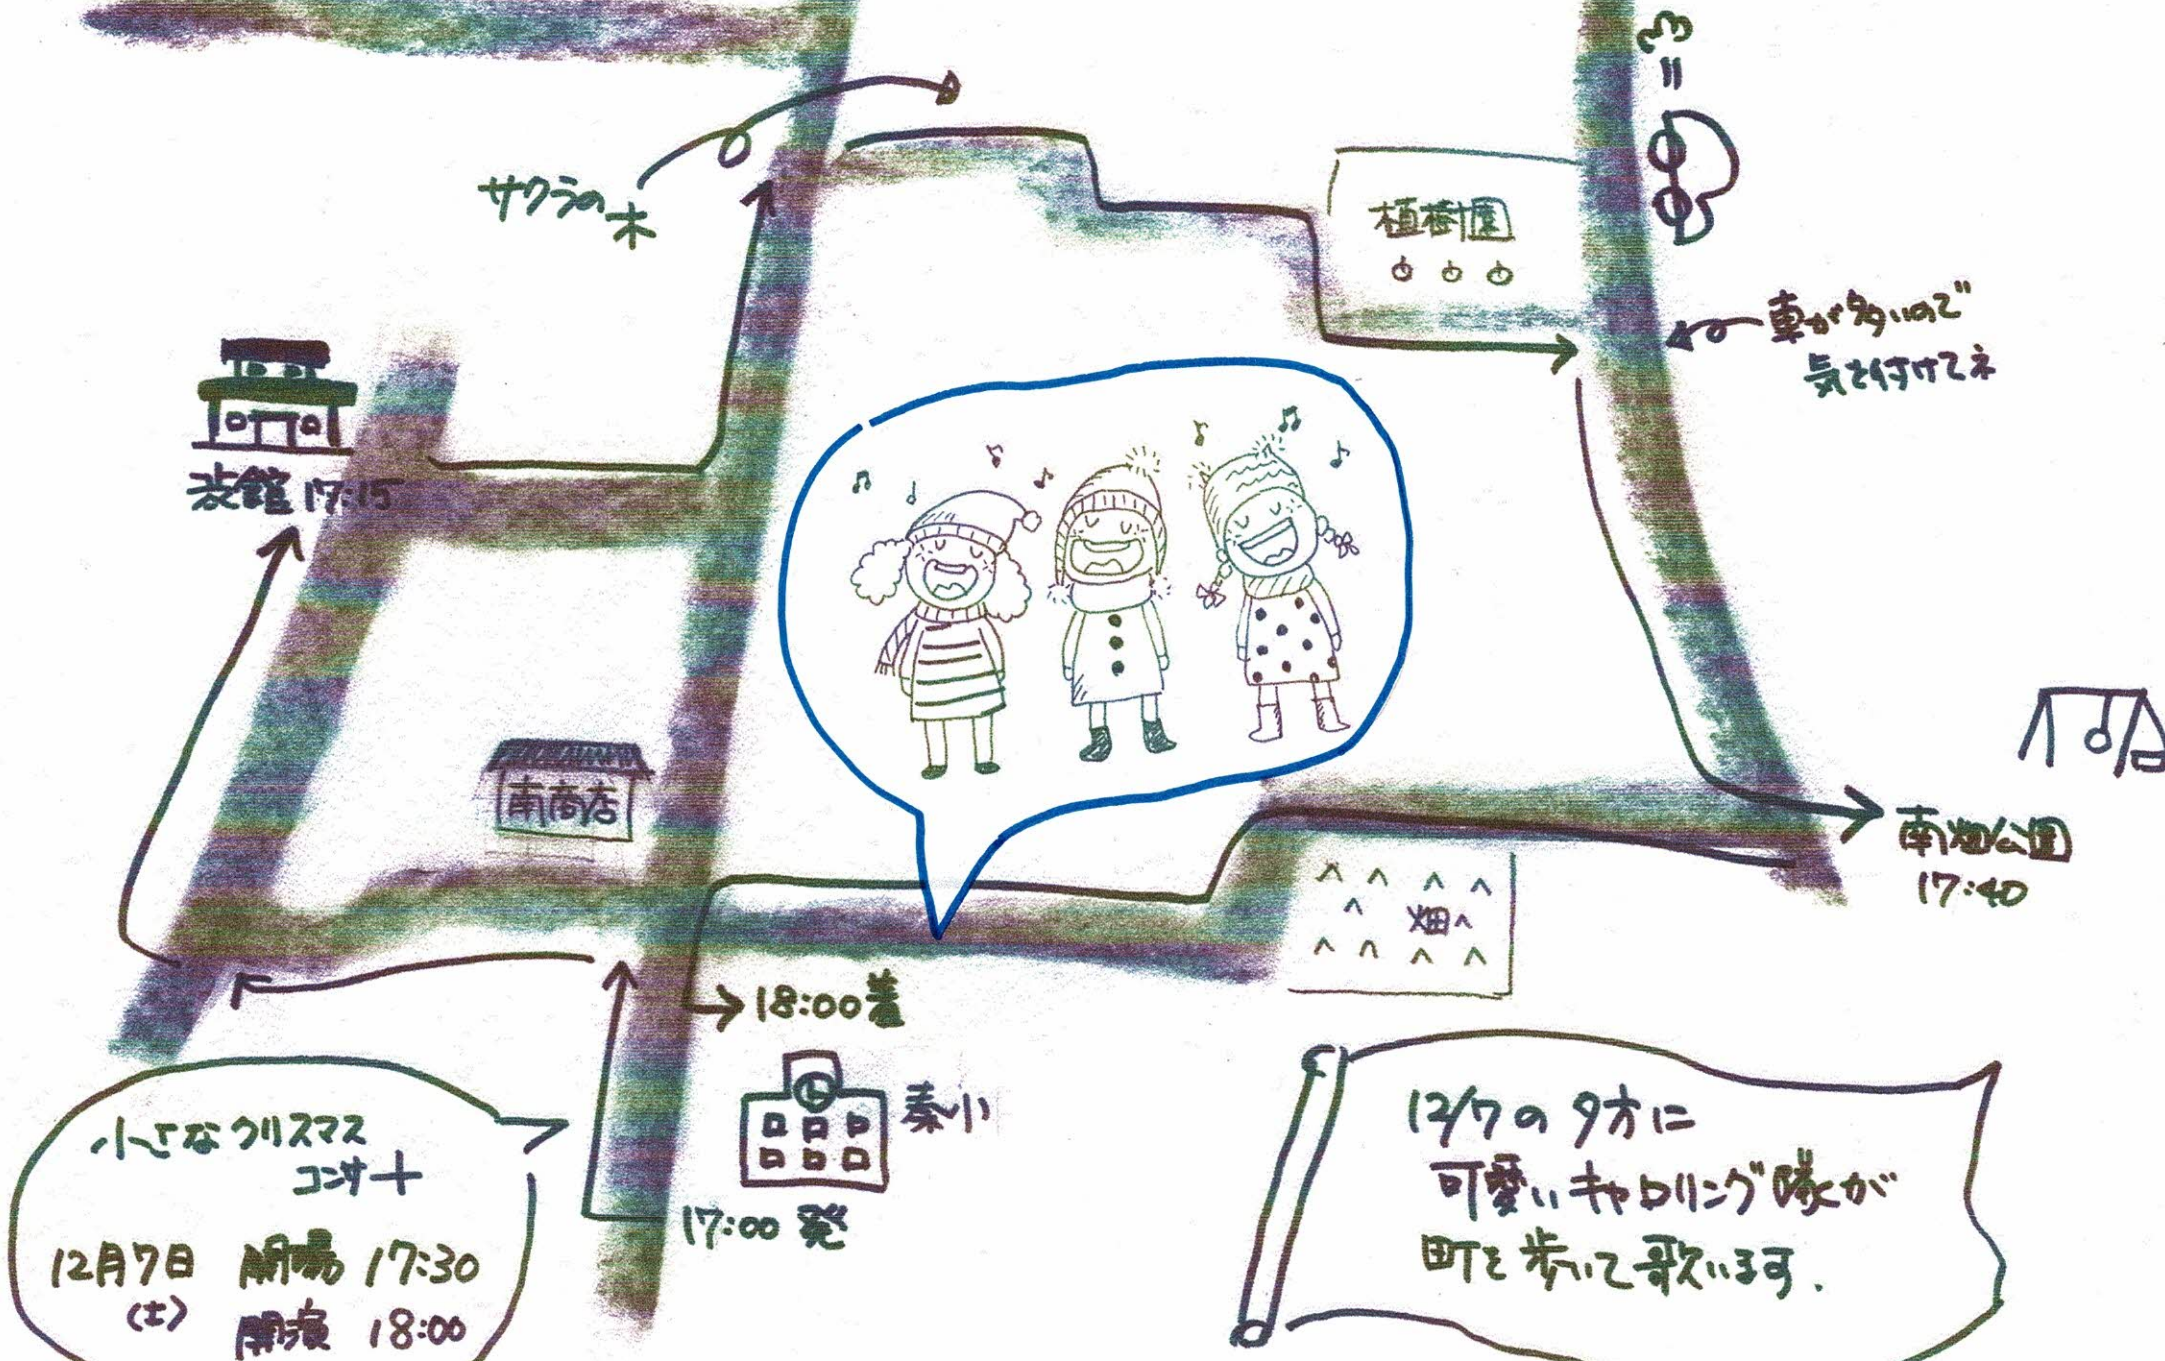 サクラの木
植樹園
車が多いので
気を付けてネ
旅館 17:15
南商店
南畑公園
17:40
畑
18:00着
秦小
17:00 発
小さなクリスマス
コンサート
12月7日 開場 17:30
(土) 開演 18:00
12/7の夕方に
可愛いキャロリング隊が
町を歩いて歌います.